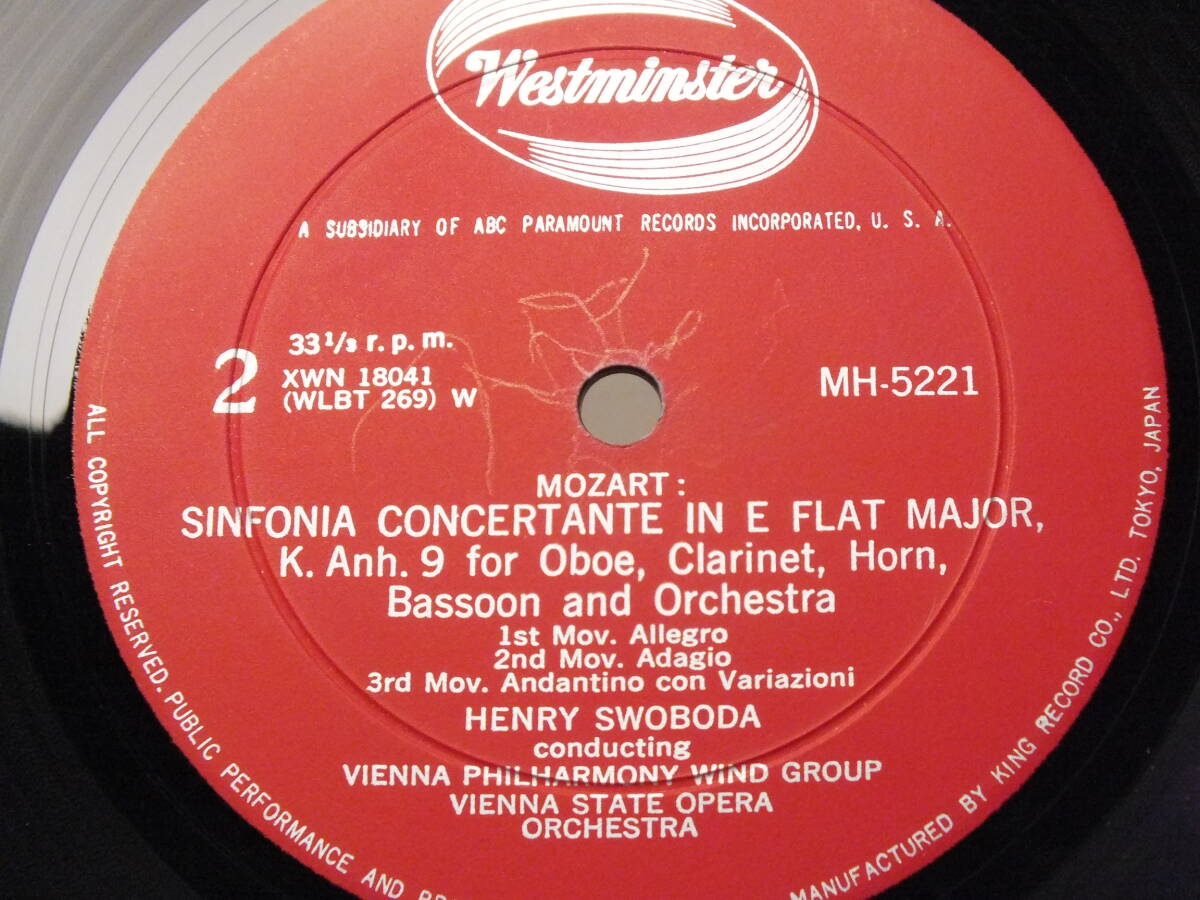 Westminster
A SUBSIDIARY OF ABC PARAMOUNT RECORDS INCORPORATED, U. S. A.
2
33 1/3 r. p. m.
XWN 18041
(WLBT 269) W
MH-5221
MOZART:
SINFONIA CONCERTANTE IN E FLAT MAJOR,
K. Anh. 9 for Oboe, Clarinet, Horn,
Bassoon and Orchestra
1st Mov. Allegro
2nd Mov. Adagio
3rd Mov. Andantino con Variazioni
HENRY SWOBODA
conducting
VIENNA PHILHARMONY WIND GROUP
VIENNA STATE OPERA
ORCHESTRA
ALL COPYRIGHT RESERVED. PUBLIC PERFORMANCE AND
MANUFACTURED BY KING RECORD CO., LTD. TOKYO, JAPAN